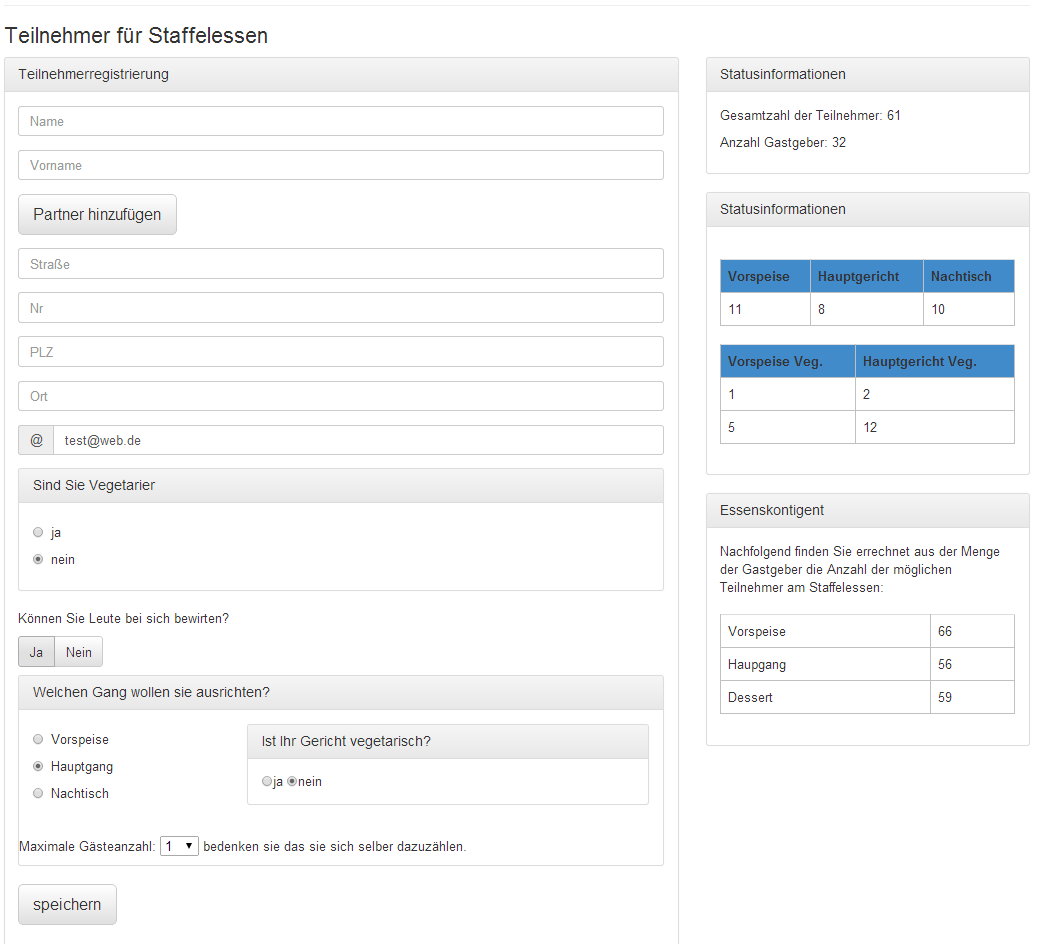 Teilnehmer für Staffelessen
Teilnehmerregistrierung
Name
Vorname
Partner hinzufügen
Straße
Nr
PLZ
Ort
@ test@web.de
Sind Sie Vegetarier
ja
nein
Können Sie Leute bei sich bewirten?
Ja Nein
Welchen Gang wollen sie ausrichten?
Vorspeise
Hauptgang
Nachtisch
Ist Ihr Gericht vegetarisch?
ja nein
Maximale Gästeanzahl: 1 bedenken sie das sie sich selber dazuzählen.
speichern
Statusinformationen
Gesamtzahl der Teilnehmer: 61
Anzahl Gastgeber: 32
Statusinformationen
Vorspeise Hauptgericht Nachtisch
11 8 10
Vorspeise Veg. Hauptgericht Veg.
1 2
5 12
Essenskontigent
Nachfolgend finden Sie errechnet aus der Menge
der Gastgeber die Anzahl der möglichen
Teilnehmer am Staffelessen:
Vorspeise 66
Haupgang 56
Dessert 59